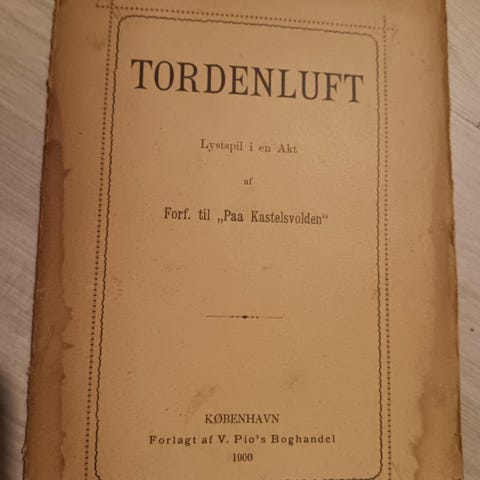 TORDENLUFT
Lystspil i en Akt
af
Forf. til „Paa Kastelsvolden“
KØBENHAVN
Forlagt af V. Pio's Boghandel
1900